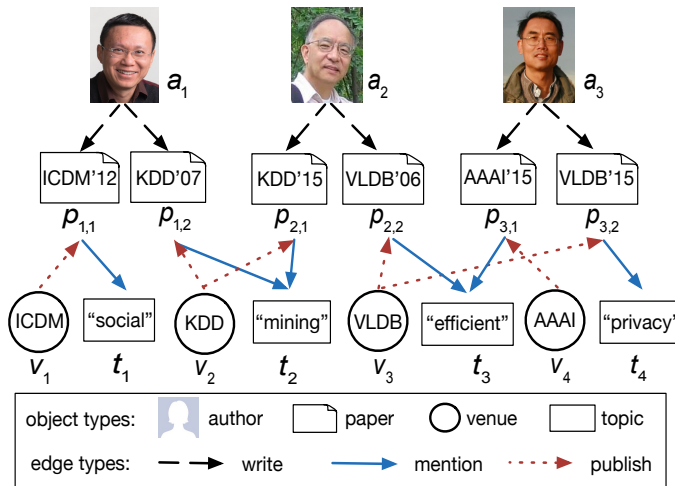 a1 a2 a3
ICDM'12 KDD'07 KDD'15 VLDB'06 AAAI'15 VLDB'15
p1,1 p1,2 p2,1 p2,2 p3,1 p3,2
ICDM "social" KDD "mining" VLDB "efficient" AAAI "privacy"
v1 t1 v2 t2 v3 t3 v4 t4
object types: author paper venue topic
edge types: write mention publish